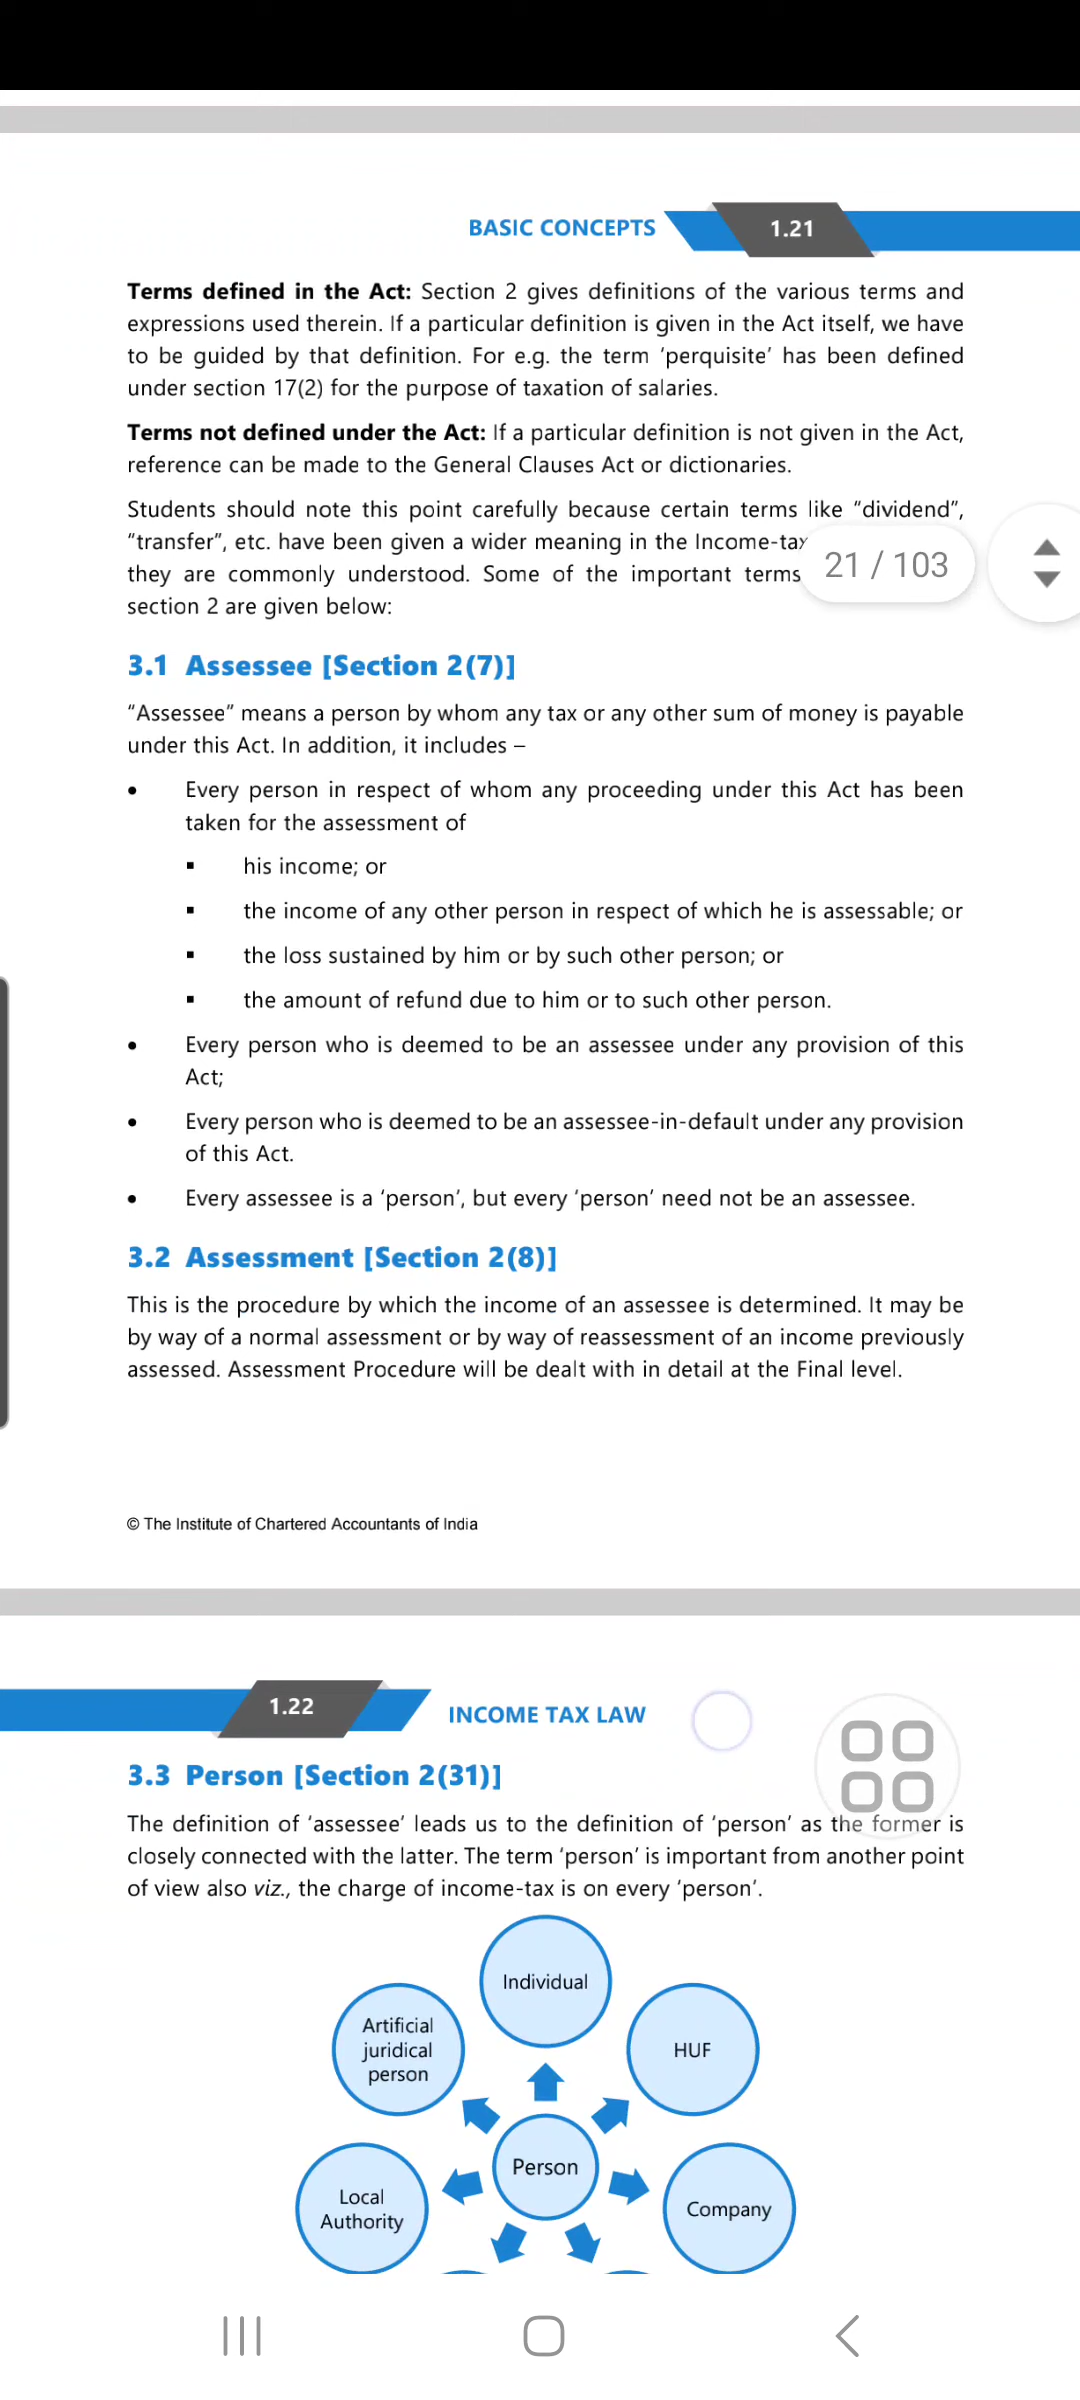 BASIC CONCEPTS 1.21
Terms defined in the Act: Section 2 gives definitions of the various terms and
expressions used therein. If a particular definition is given in the Act itself, we have
to be guided by that definition. For e.g. the term ‘perquisite’ has been defined
under section 17(2) for the purpose of taxation of salaries.
Terms not defined under the Act: If a particular definition is not given in the Act,
reference can be made to the General Clauses Act or dictionaries.
Students should note this point carefully because certain terms like “dividend”,
“transfer”, etc. have been given a wider meaning in the Income-tax
21 / 103
they are commonly understood. Some of the important terms
section 2 are given below:
3.1 Assessee [Section 2(7)]
“Assessee” means a person by whom any tax or any other sum of money is payable
under this Act. In addition, it includes –
• Every person in respect of whom any proceeding under this Act has been
taken for the assessment of
▪ his income; or
▪ the income of any other person in respect of which he is assessable; or
▪ the loss sustained by him or by such other person; or
▪ the amount of refund due to him or to such other person.
• Every person who is deemed to be an assessee under any provision of this
Act;
• Every person who is deemed to be an assessee-in-default under any provision
of this Act.
• Every assessee is a ‘person’, but every ‘person’ need not be an assessee.
3.2 Assessment [Section 2(8)]
This is the procedure by which the income of an assessee is determined. It may be
by way of a normal assessment or by way of reassessment of an income previously
assessed. Assessment Procedure will be dealt with in detail at the Final level.
© The Institute of Chartered Accountants of India
1.22 INCOME TAX LAW
3.3 Person [Section 2(31)]
The definition of ‘assessee’ leads us to the definition of ‘person’ as the former is
closely connected with the latter. The term ‘person’ is important from another point
of view also viz., the charge of income-tax is on every ‘person’.
Individual
Artificial
juridical
person
HUF
Person
Local
Authority
Company